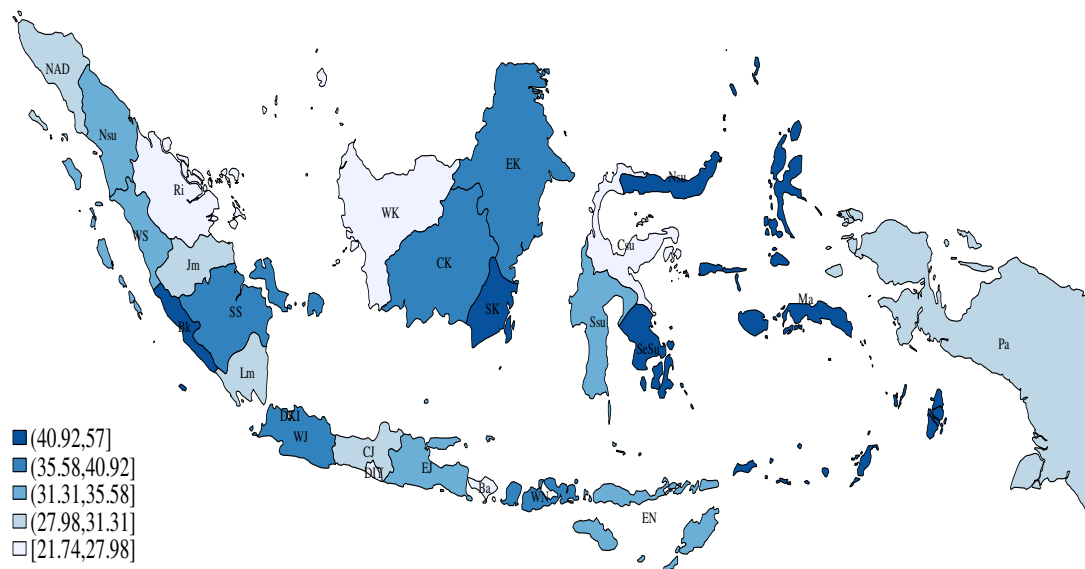 NAD
Nsu
Ri
WS
Jm
Bk
SS
Lm
EK
WK
CK
SK
Nsu
Csu
Ssu
SeSu
Ma
Pa
DKI
WJ
CJ
DIY
EJ
Ba
WN
EN
(40.92,57]
(35.58,40.92]
(31.31,35.58]
(27.98,31.31]
[21.74,27.98]